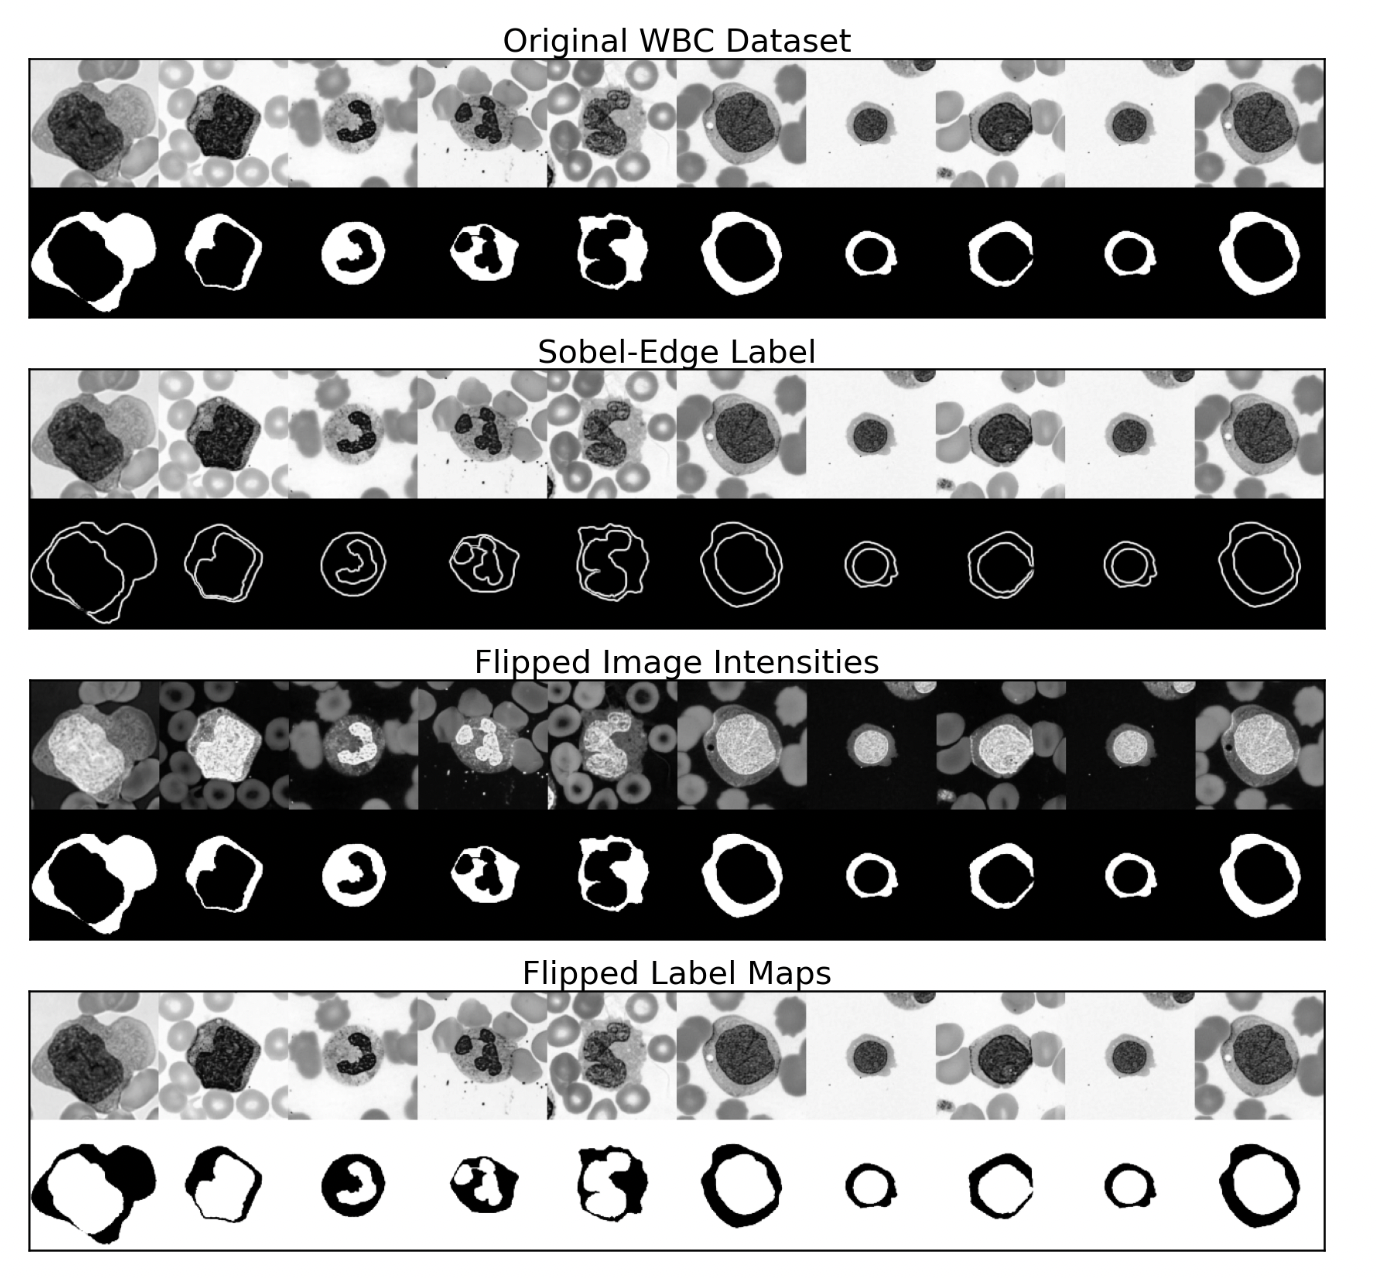 Original WBC Dataset
Sobel-Edge Label
Flipped Image Intensities
Flipped Label Maps